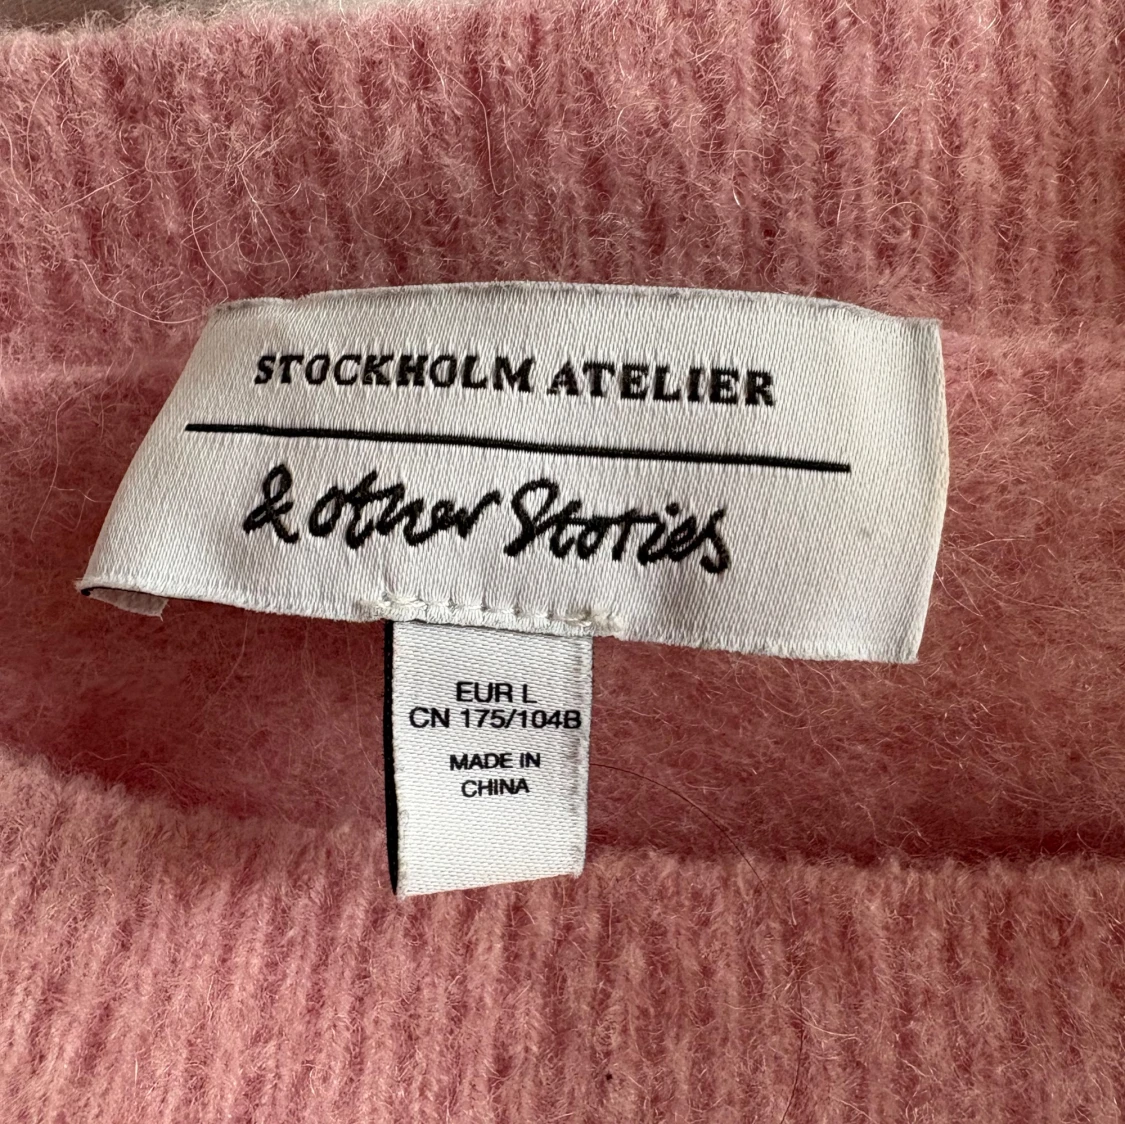 STOCKHOLM ATELIER
& other Stories
EUR L
CN 175/104B
MADE IN
CHINA